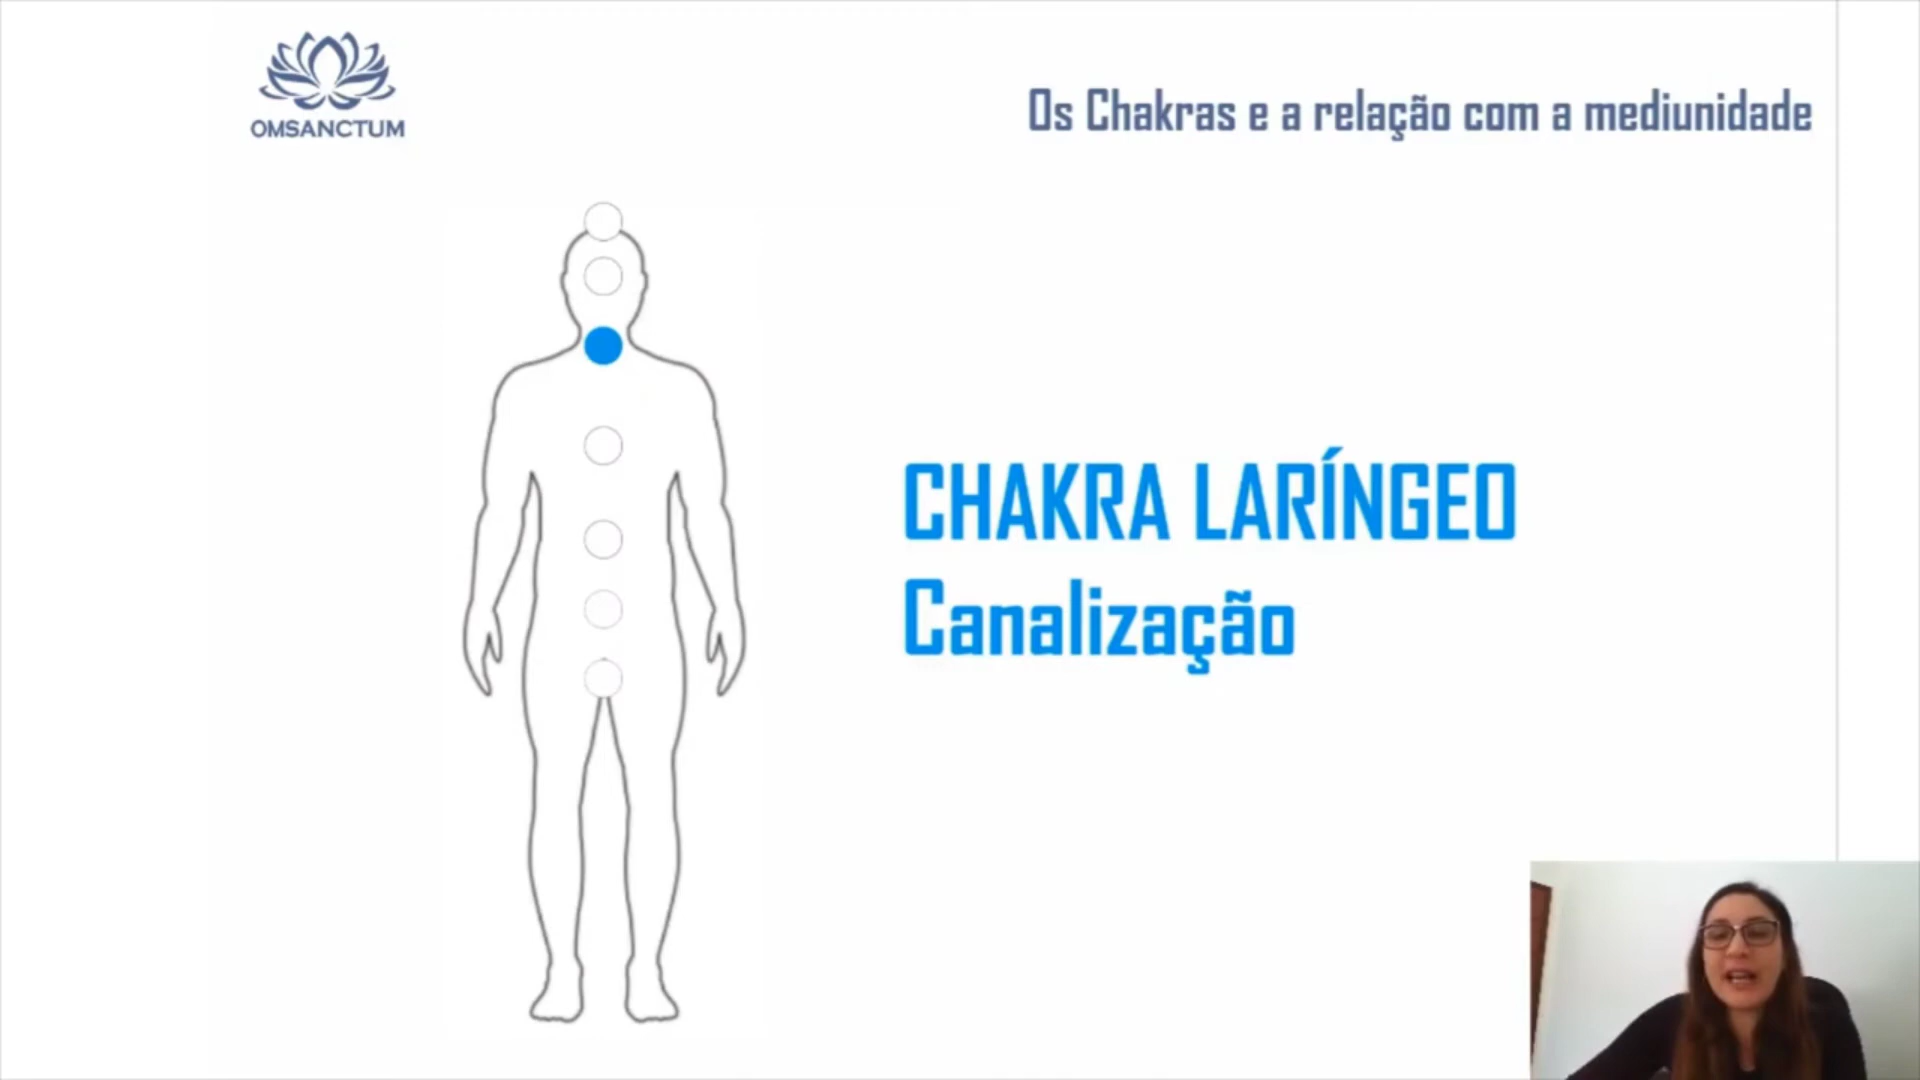 OMSANCTUM
Os Chakras e a relação com a mediunidade
CHAKRA LARÍNGEO
Canalização